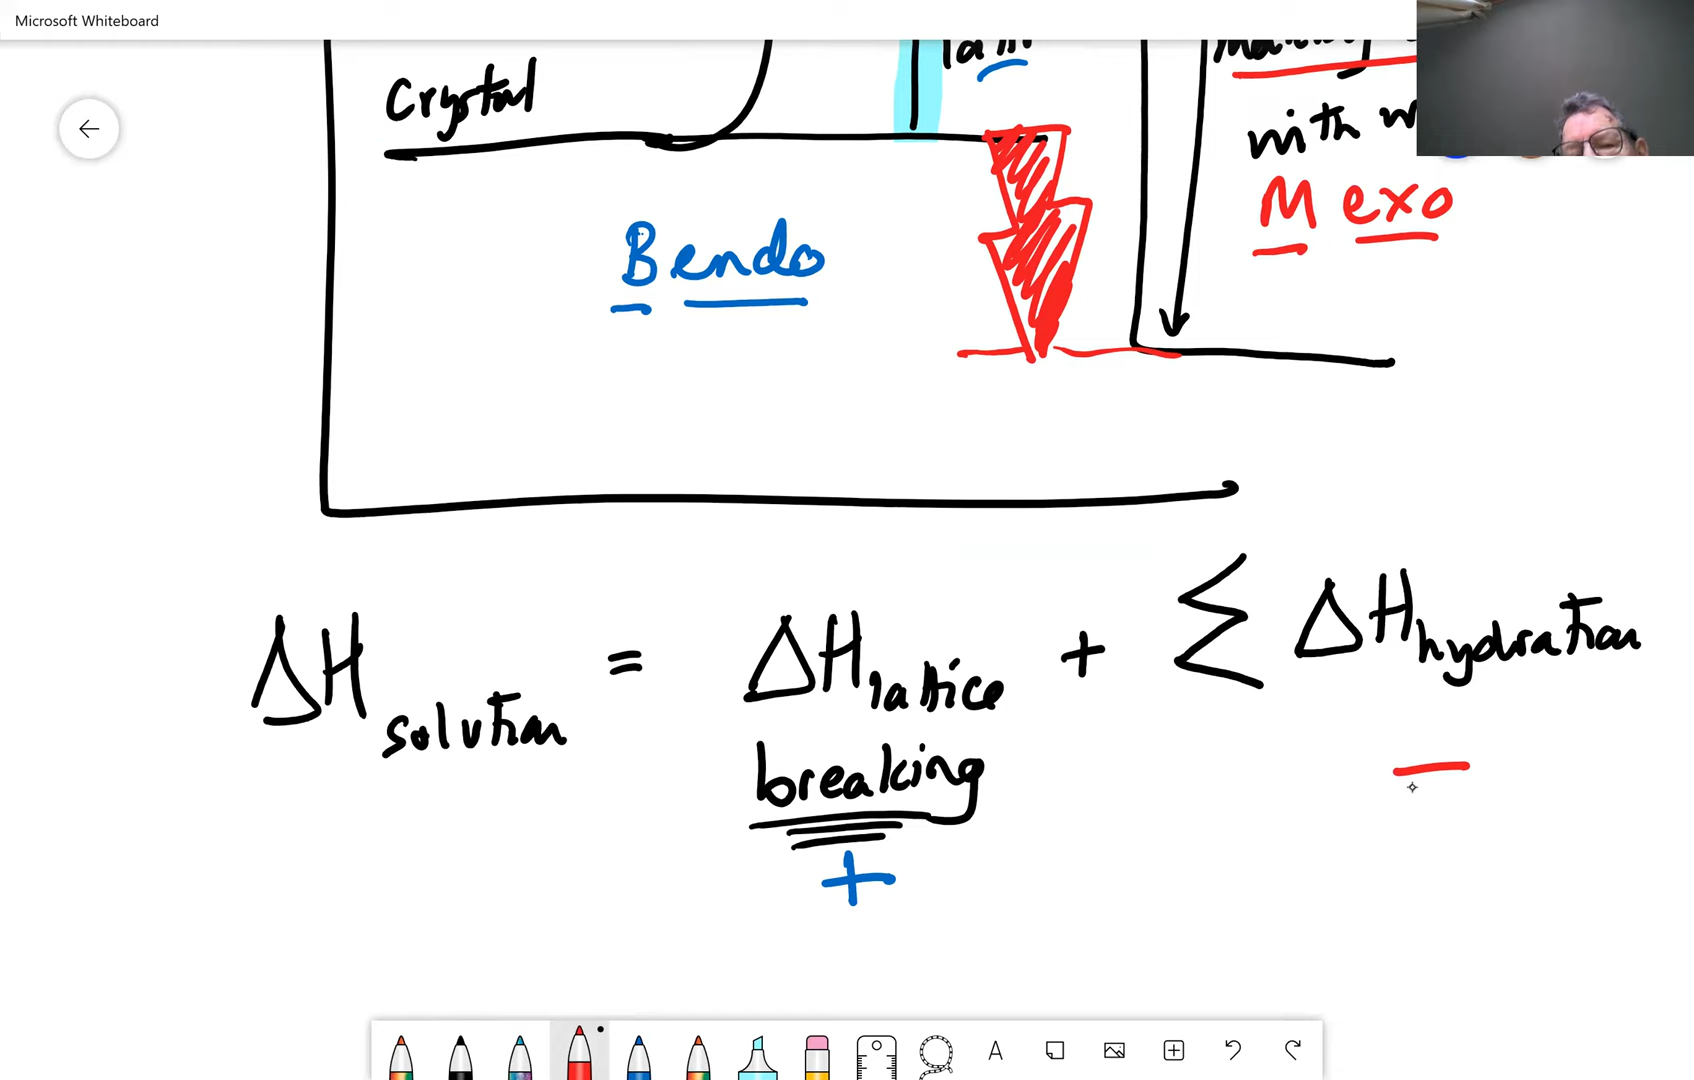 Microsoft Whiteboard
Crystal
with
M exo
B endo
ΔH solution = ΔH lattice breaking + Σ ΔH hydration
+
−
A